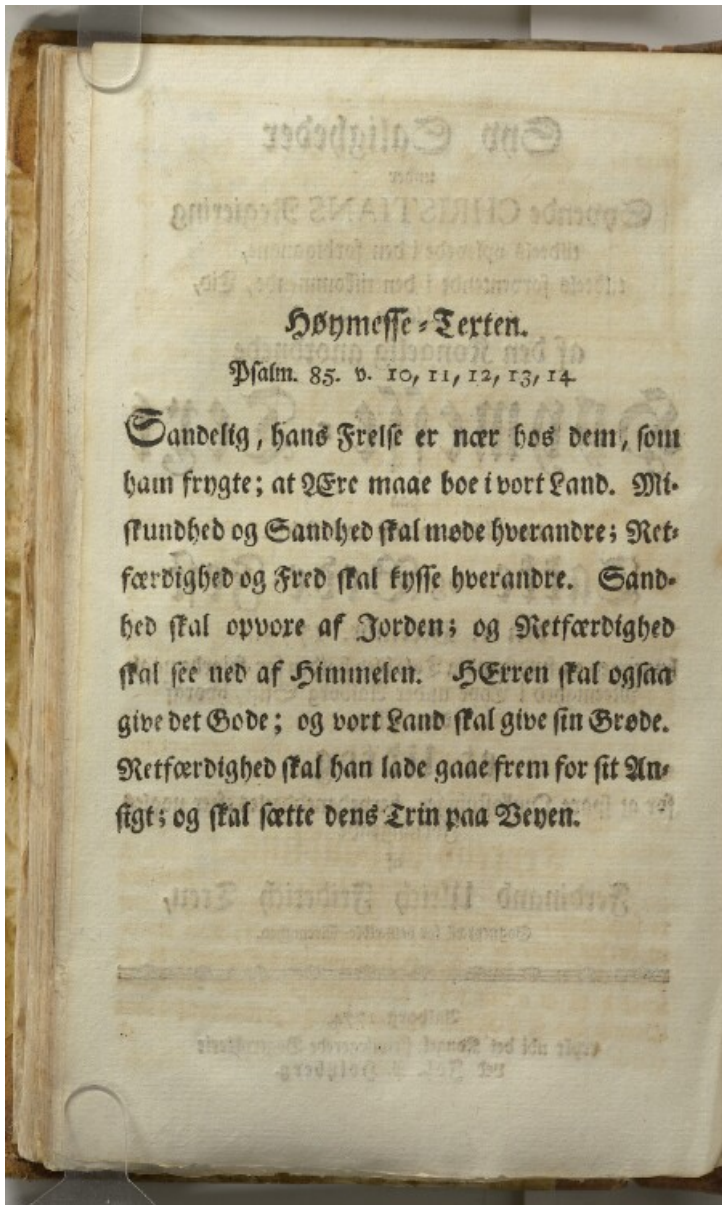 Høymesse-Texten.
Psalm. 85. v. 10, 11, 12, 13, 14
Sandelig, hans Frelse er nær hos dem, som
ham frygte; at Ære maae boe i vort Land. Mi-
skundhed og Sandhed skal møde hverandre; Ret-
færdighed og Fred skal kysse hverandre. Sand-
hed skal opvoxe af Jorden; og Retfærdighed
skal see ned af Himmelen. HErren skal ogsaa
give det Gode; og vort Land skal give sin Grøde.
Retfærdighed skal han lade gaae frem for sit An-
sigt; og skal sætte dens Trin paa Veyen.